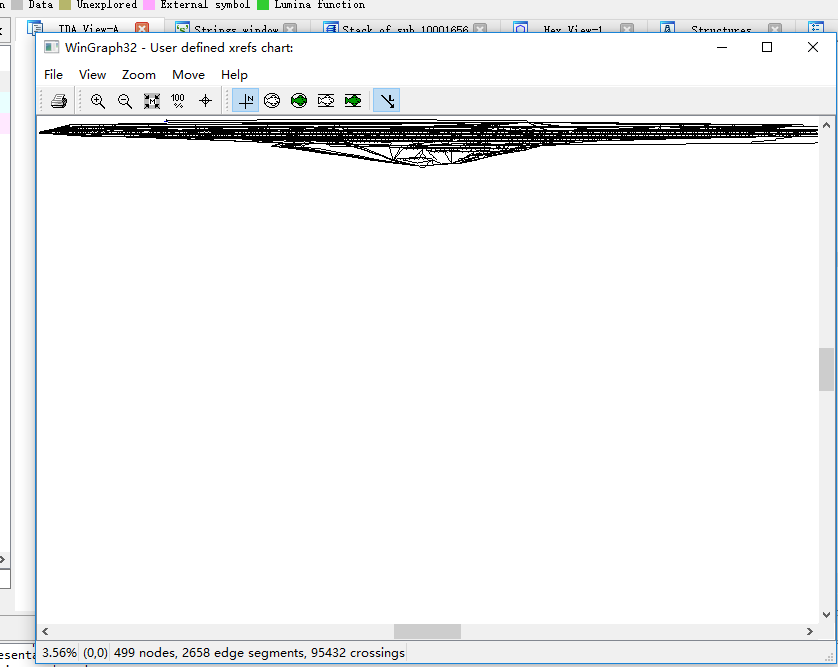 Data Unexplored External symbol Lumina function
IDA View-A Strings window Stack of sub_10001656 Hex View-1 Structures
WinGraph32 - User defined xrefs chart:
File View Zoom Move Help
100 %
N
3.56% (0,0) 499 nodes, 2658 edge segments, 95432 crossings